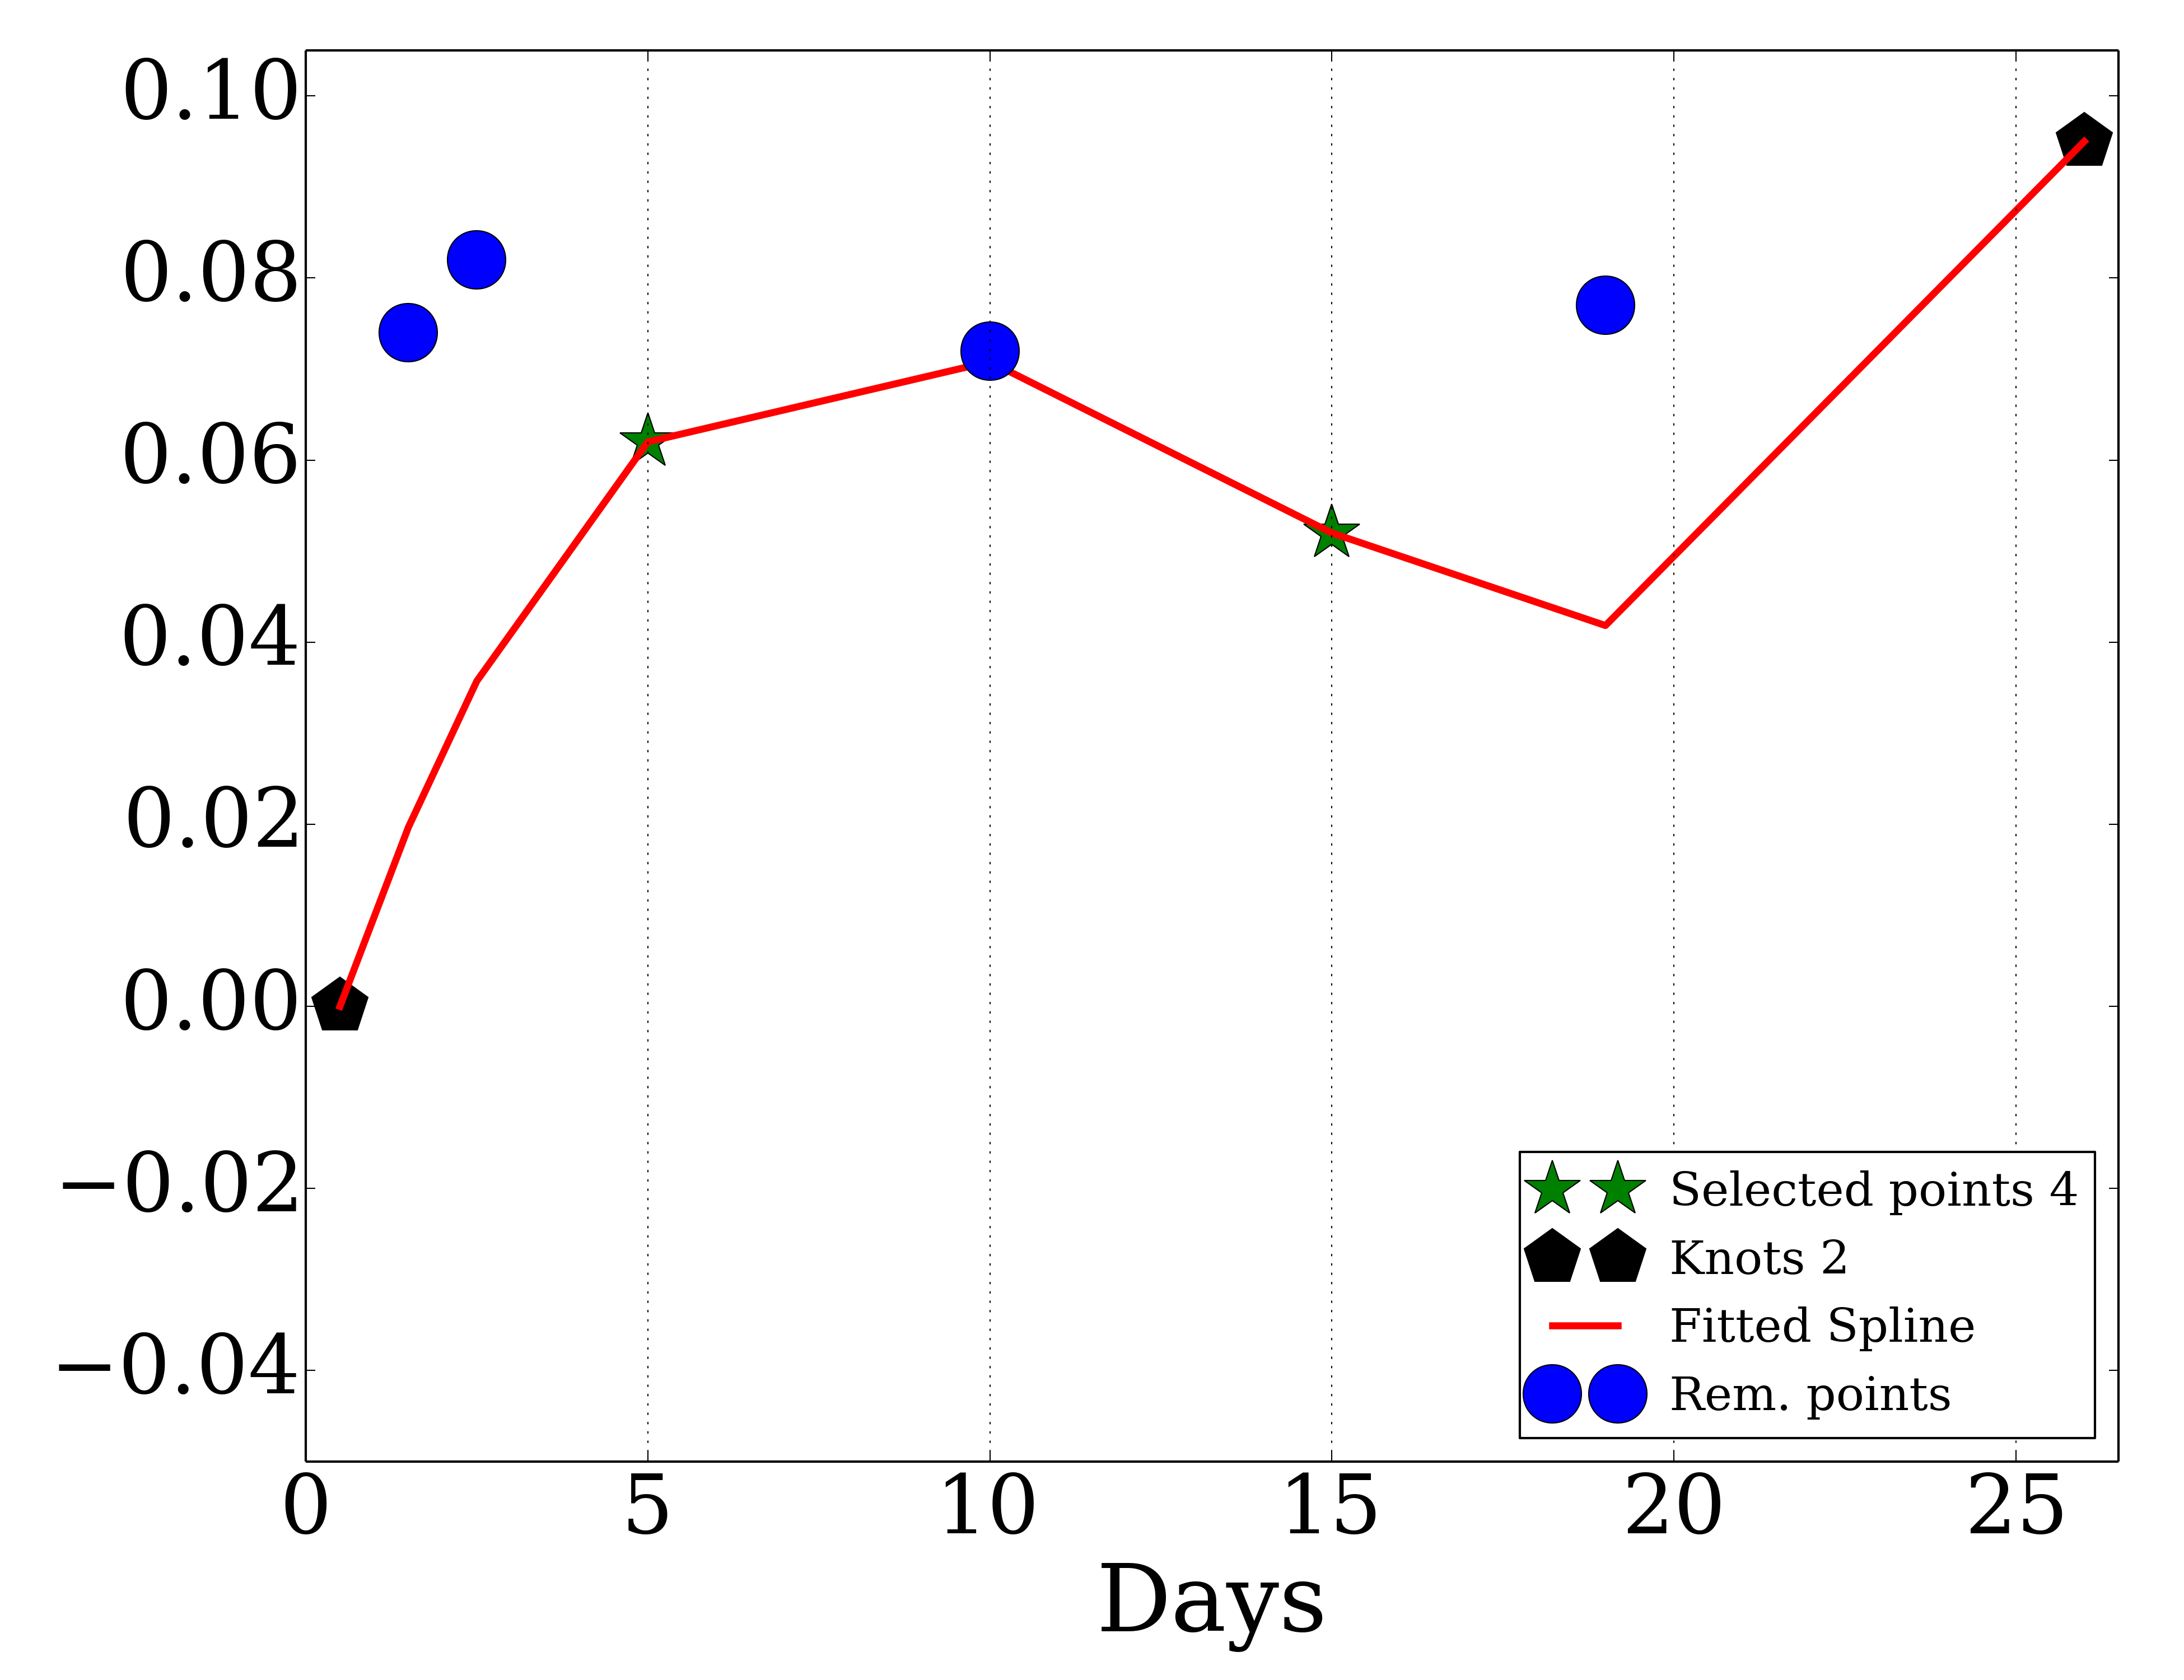 0.10
0.08
0.06
0.04
0.02
0.00
−0.02
−0.04
Selected points 4
Knots 2
Fitted Spline
Rem. points
0 5 10 15 20 25
Days